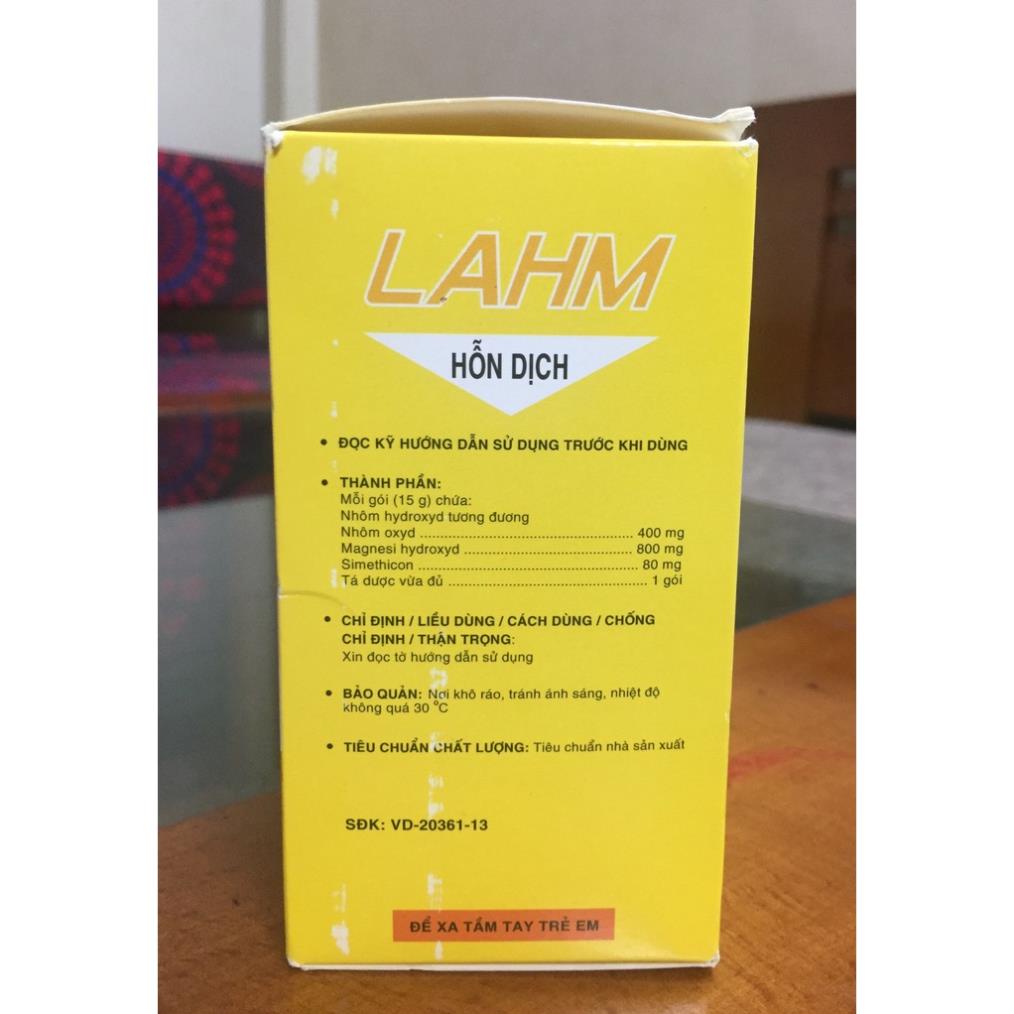 LAHM
HỖN DỊCH
• ĐỌC KỸ HƯỚNG DẪN SỬ DỤNG TRƯỚC KHI DÙNG
• THÀNH PHẦN:
Mỗi gói (15 g) chứa:
Nhôm hydroxyd tương đương
Nhôm oxyd ........................................................ 400 mg
Magnesi hydroxyd ............................................ 800 mg
Simethicon ......................................................... 80 mg
Tá dược vừa đủ .................................................... 1 gói
• CHỈ ĐỊNH / LIỀU DÙNG / CÁCH DÙNG / CHỐNG
CHỈ ĐỊNH / THẬN TRỌNG:
Xin đọc tờ hướng dẫn sử dụng
• BẢO QUẢN: Nơi khô ráo, tránh ánh sáng, nhiệt độ
không quá 30 °C
• TIÊU CHUẨN CHẤT LƯỢNG: Tiêu chuẩn nhà sản xuất
SĐK: VD-20361-13
ĐỂ XA TẦM TAY TRẺ EM